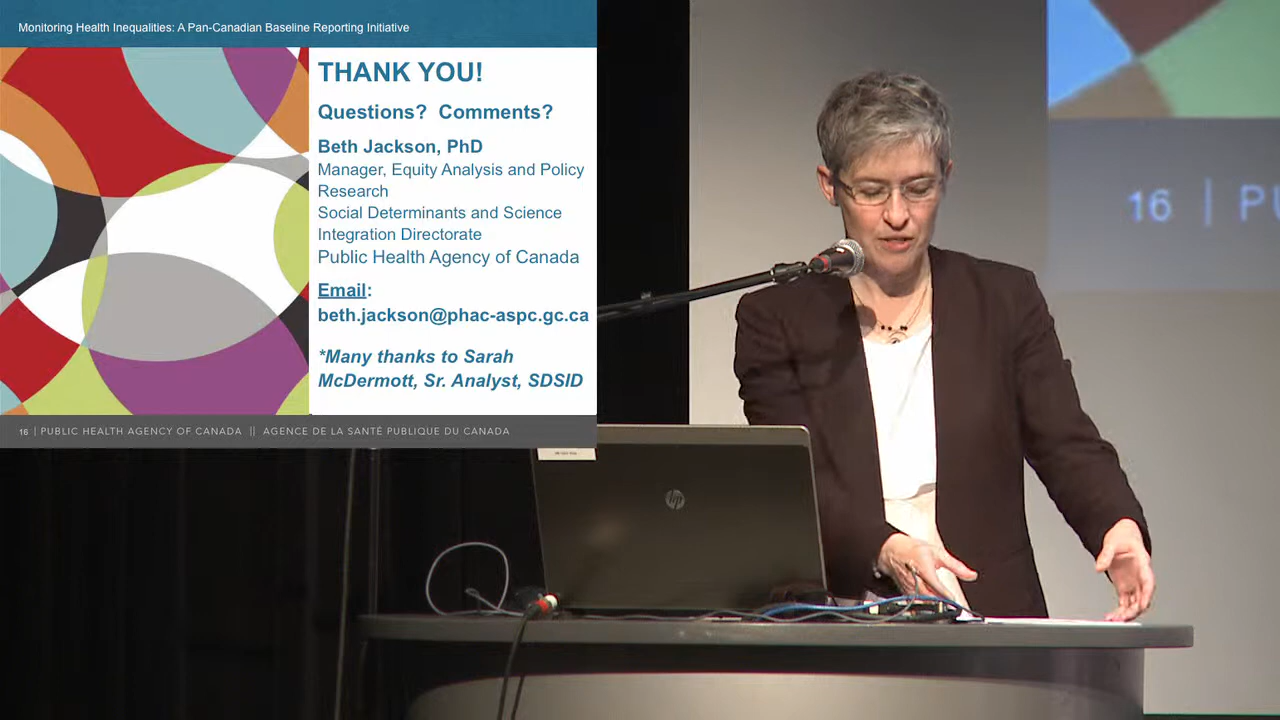 Monitoring Health Inequalities: A Pan-Canadian Baseline Reporting Initiative
THANK YOU!
Questions? Comments?
Beth Jackson, PhD
Manager, Equity Analysis and Policy
Research
Social Determinants and Science
Integration Directorate
Public Health Agency of Canada
Email:
beth.jackson@phac-aspc.gc.ca
*Many thanks to Sarah
McDermott, Sr. Analyst, SDSID
16 | PUBLIC HEALTH AGENCY OF CANADA || AGENCE DE LA SANTÉ PUBLIQUE DU CANADA
16 | PU
hp